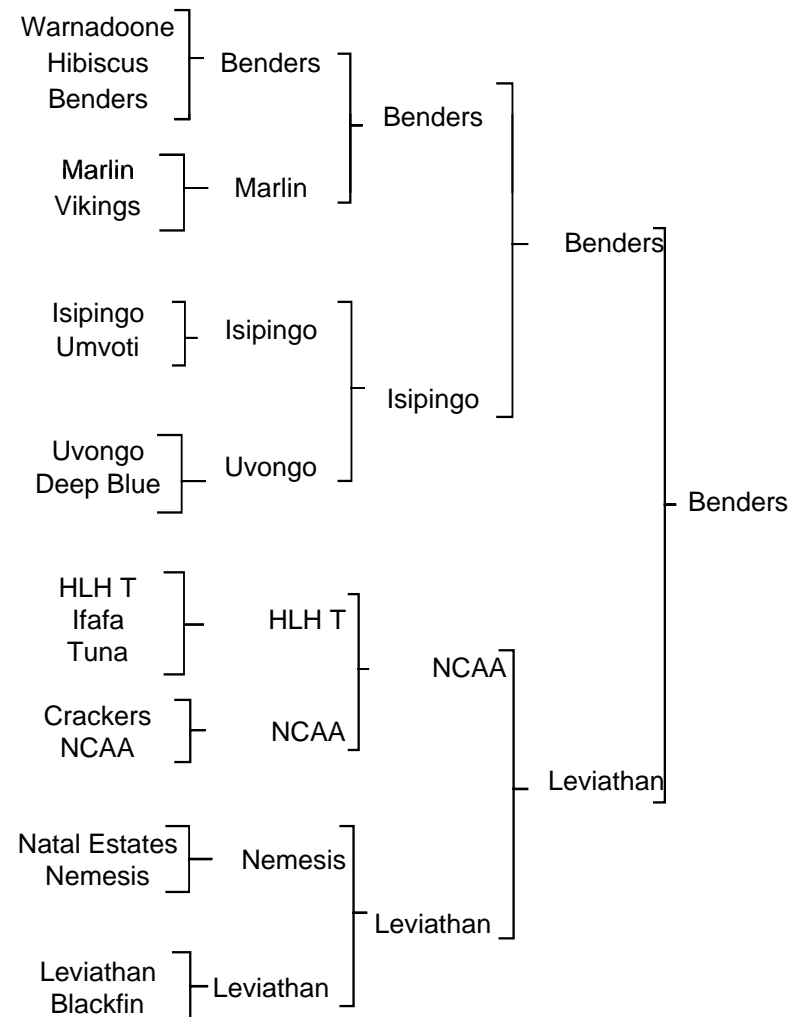 Warnadoone
Hibiscus
Benders
Benders
Benders
Marlin
Vikings
Marlin
Benders
Isipingo
Umvoti
Isipingo
Isipingo
Uvongo
Deep Blue
Uvongo
Benders
HLH T
Ifafa
Tuna
HLH T
NCAA
Crackers
NCAA
NCAA
Leviathan
Natal Estates
Nemesis
Nemesis
Leviathan
Leviathan
Blackfin
Leviathan